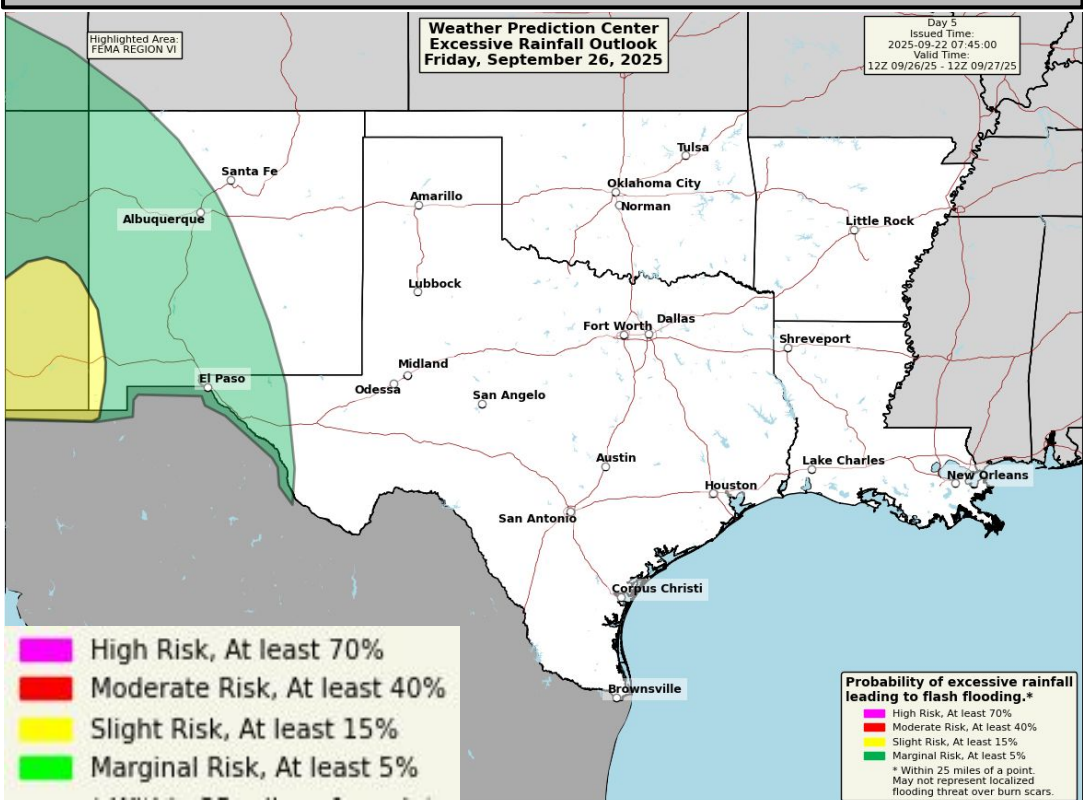 Highlighted Area:
FEMA REGION VI
Weather Prediction Center
Excessive Rainfall Outlook
Friday, September 26, 2025
Day 5
Issued Time:
2025-09-22 07:45:00
Valid Time:
12Z 09/26/25 - 12Z 09/27/25
Tulsa
Santa Fe
Oklahoma City
Amarillo
Norman
Albuquerque
Little Rock
Lubbock
Dallas
Fort Worth
Shreveport
Midland
El Paso
Odessa
San Angelo
Austin
Lake Charles
New Orleans
Houston
San Antonio
Corpus Christi
Brownsville
High Risk, At least 70%
Moderate Risk, At least 40%
Slight Risk, At least 15%
Marginal Risk, At least 5%
Probability of excessive rainfall
leading to flash flooding.*
High Risk, At least 70%
Moderate Risk, At least 40%
Slight Risk, At least 15%
Marginal Risk, At least 5%
* Within 25 miles of a point.
May not represent localized
flooding threat over burn scars.